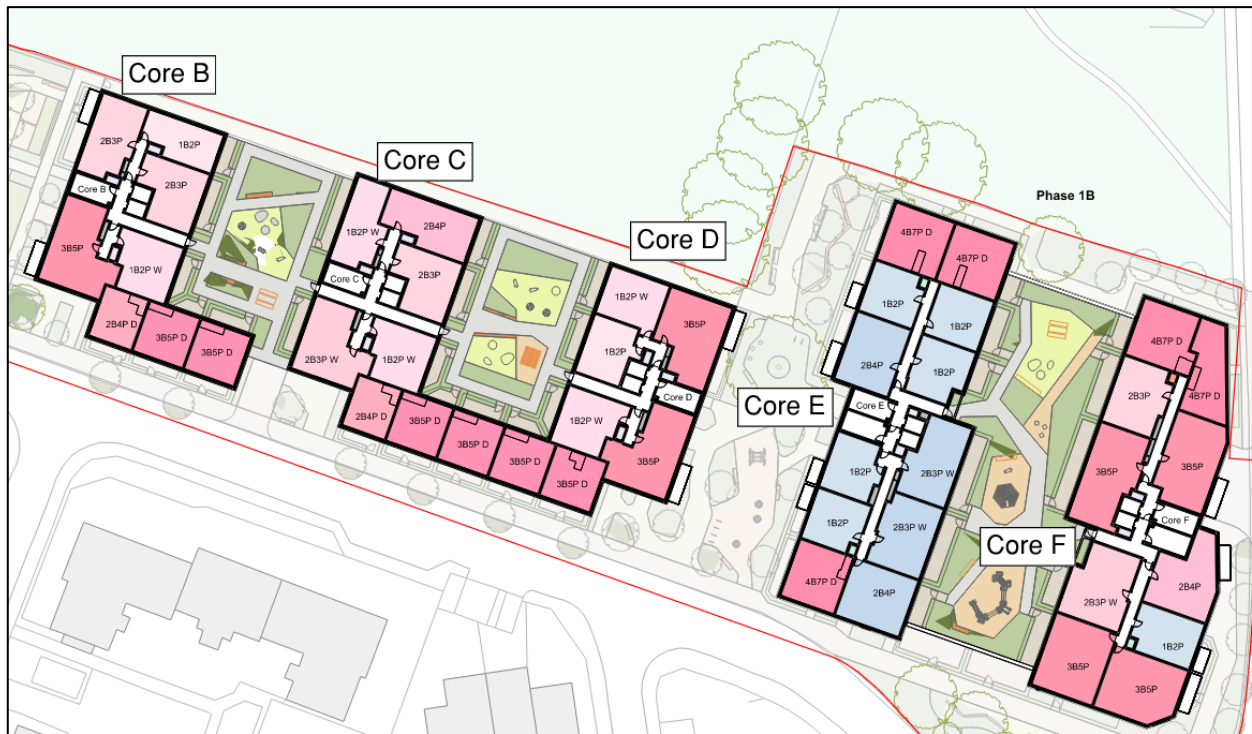 Core B
2B3P
1B2P
2B3P
Core B
3B5P
1B2P W
2B4P D
3B5P D
3B5P D
Core C
1B2P W
2B4P
2B3P
Core C
2B3P W
1B2P W
2B4P D
3B5P D
3B5P D
3B5P D
3B5P D
Core D
1B2P W
3B5P
1B2P
Core D
1B2P W
3B5P
Phase 1B
4B7P D
4B7P D
1B2P
1B2P
2B4P
1B2P
Core E
Core E
1B2P
2B3P W
1B2P
2B3P W
4B7P D
2B4P
4B7P D
2B3P
4B7P D
3B5P
3B5P
Core F
Core F
2B3P W
2B4P
1B2P
3B5P
3B5P